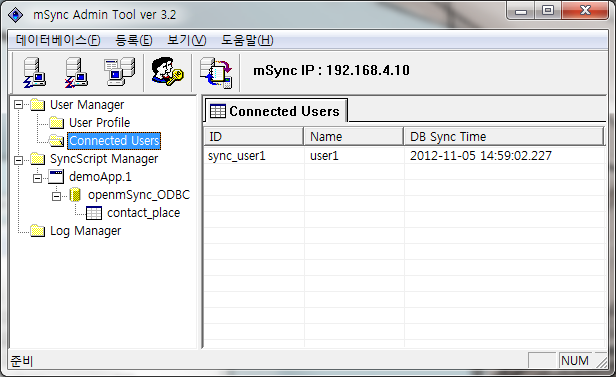 mSync Admin Tool ver 3.2
데이터베이스(F) 등록(E) 보기(V) 도움말(H)
mSync IP : 192.168.4.10
User Manager
User Profile
Connected Users
SyncScript Manager
demoApp.1
openmSync_ODBC
contact_place
Log Manager
Connected Users
ID Name DB Sync Time
sync_user1 user1 2012-11-05 14:59:02.227
준비 NUM